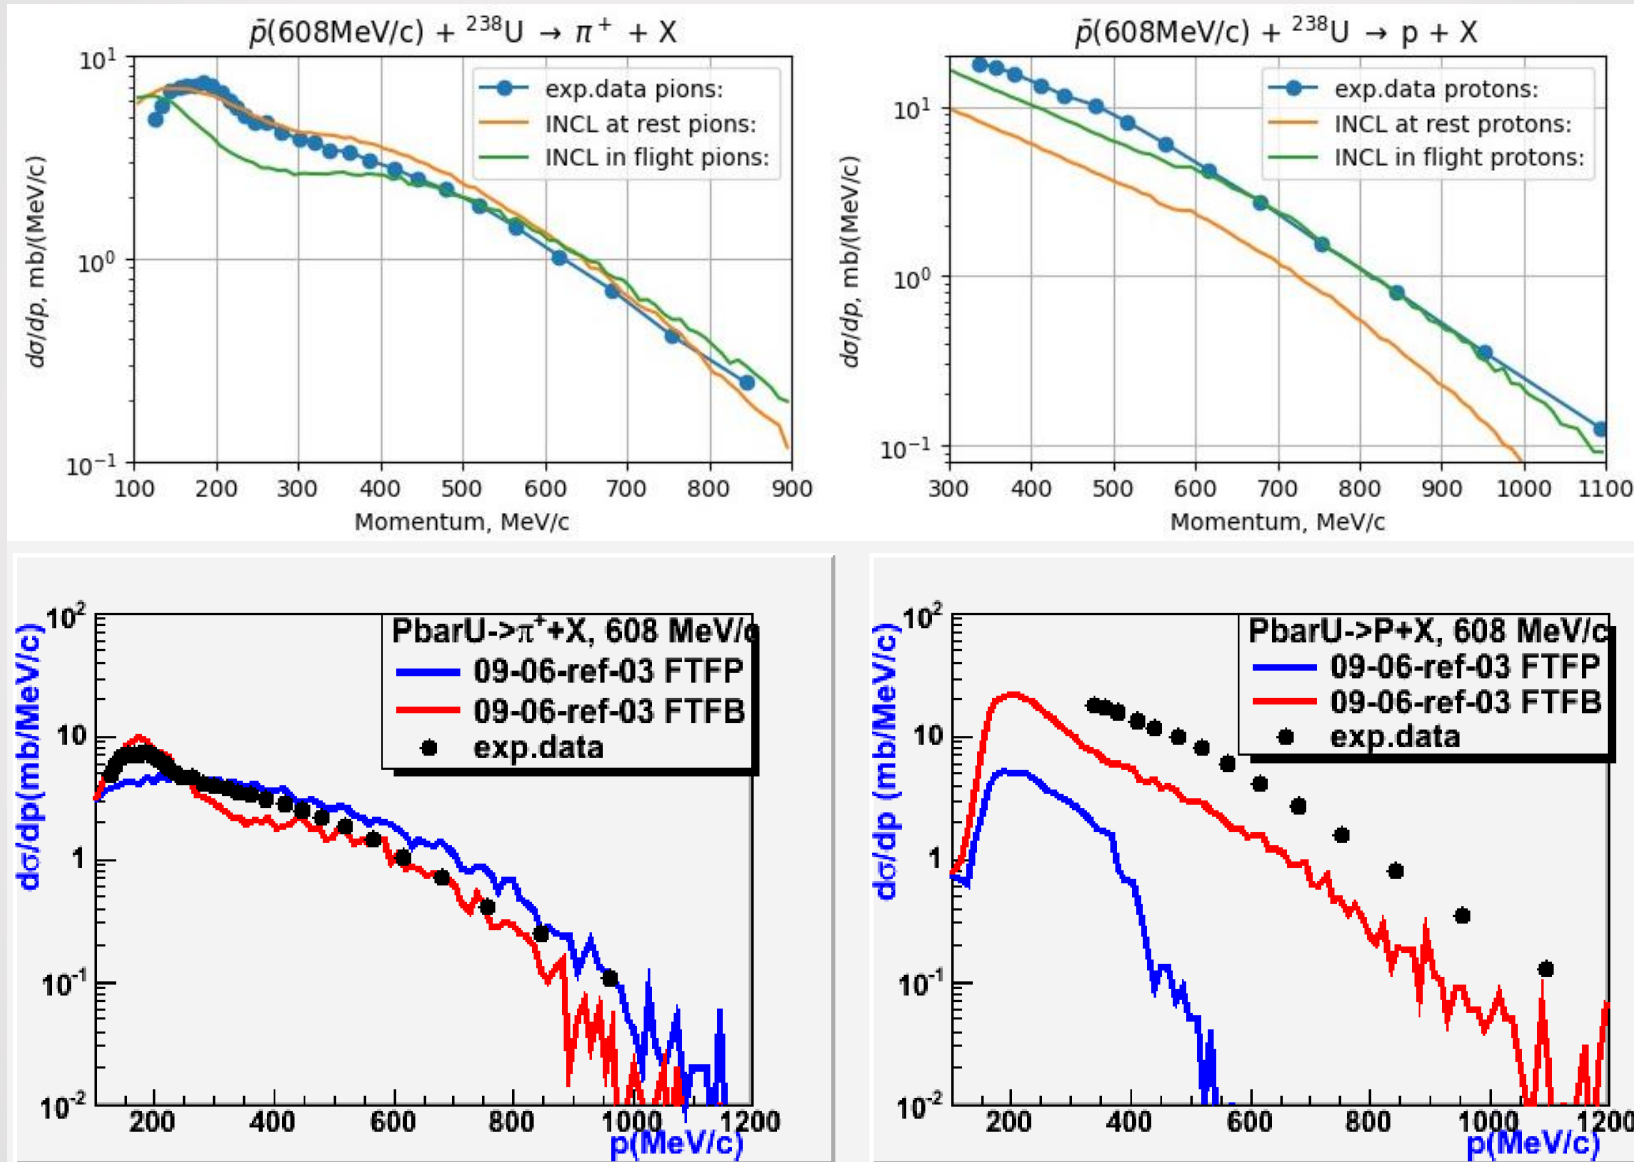 p̄(608MeV/c) + ²³⁸U → π⁺ + X
10¹
10⁰
10⁻¹
dσ/dp, mb/(MeV/c)
exp.data pions:
INCL at rest pions:
INCL in flight pions:
100 200 300 400 500 600 700 800 900
Momentum, MeV/c
p̄(608MeV/c) + ²³⁸U → p + X
10¹
10⁰
10⁻¹
dσ/dp, mb/(MeV/c)
exp.data protons:
INCL at rest protons:
INCL in flight protons:
300 400 500 600 700 800 900 1000 1100
Momentum, MeV/c
10²
10
1
10⁻¹
10⁻²
dσ/dp(mb/MeV/c)
PbarU->π⁺+X, 608 MeV/c
09-06-ref-03 FTFP
09-06-ref-03 FTFB
exp.data
200 400 600 800 1000 1200
p(MeV/c)
10²
10
1
10⁻¹
10⁻²
dσ/dp (mb/MeV/c)
PbarU->P+X, 608 MeV/c
09-06-ref-03 FTFP
09-06-ref-03 FTFB
exp.data
200 400 600 800 1000 1200
p(MeV/c)